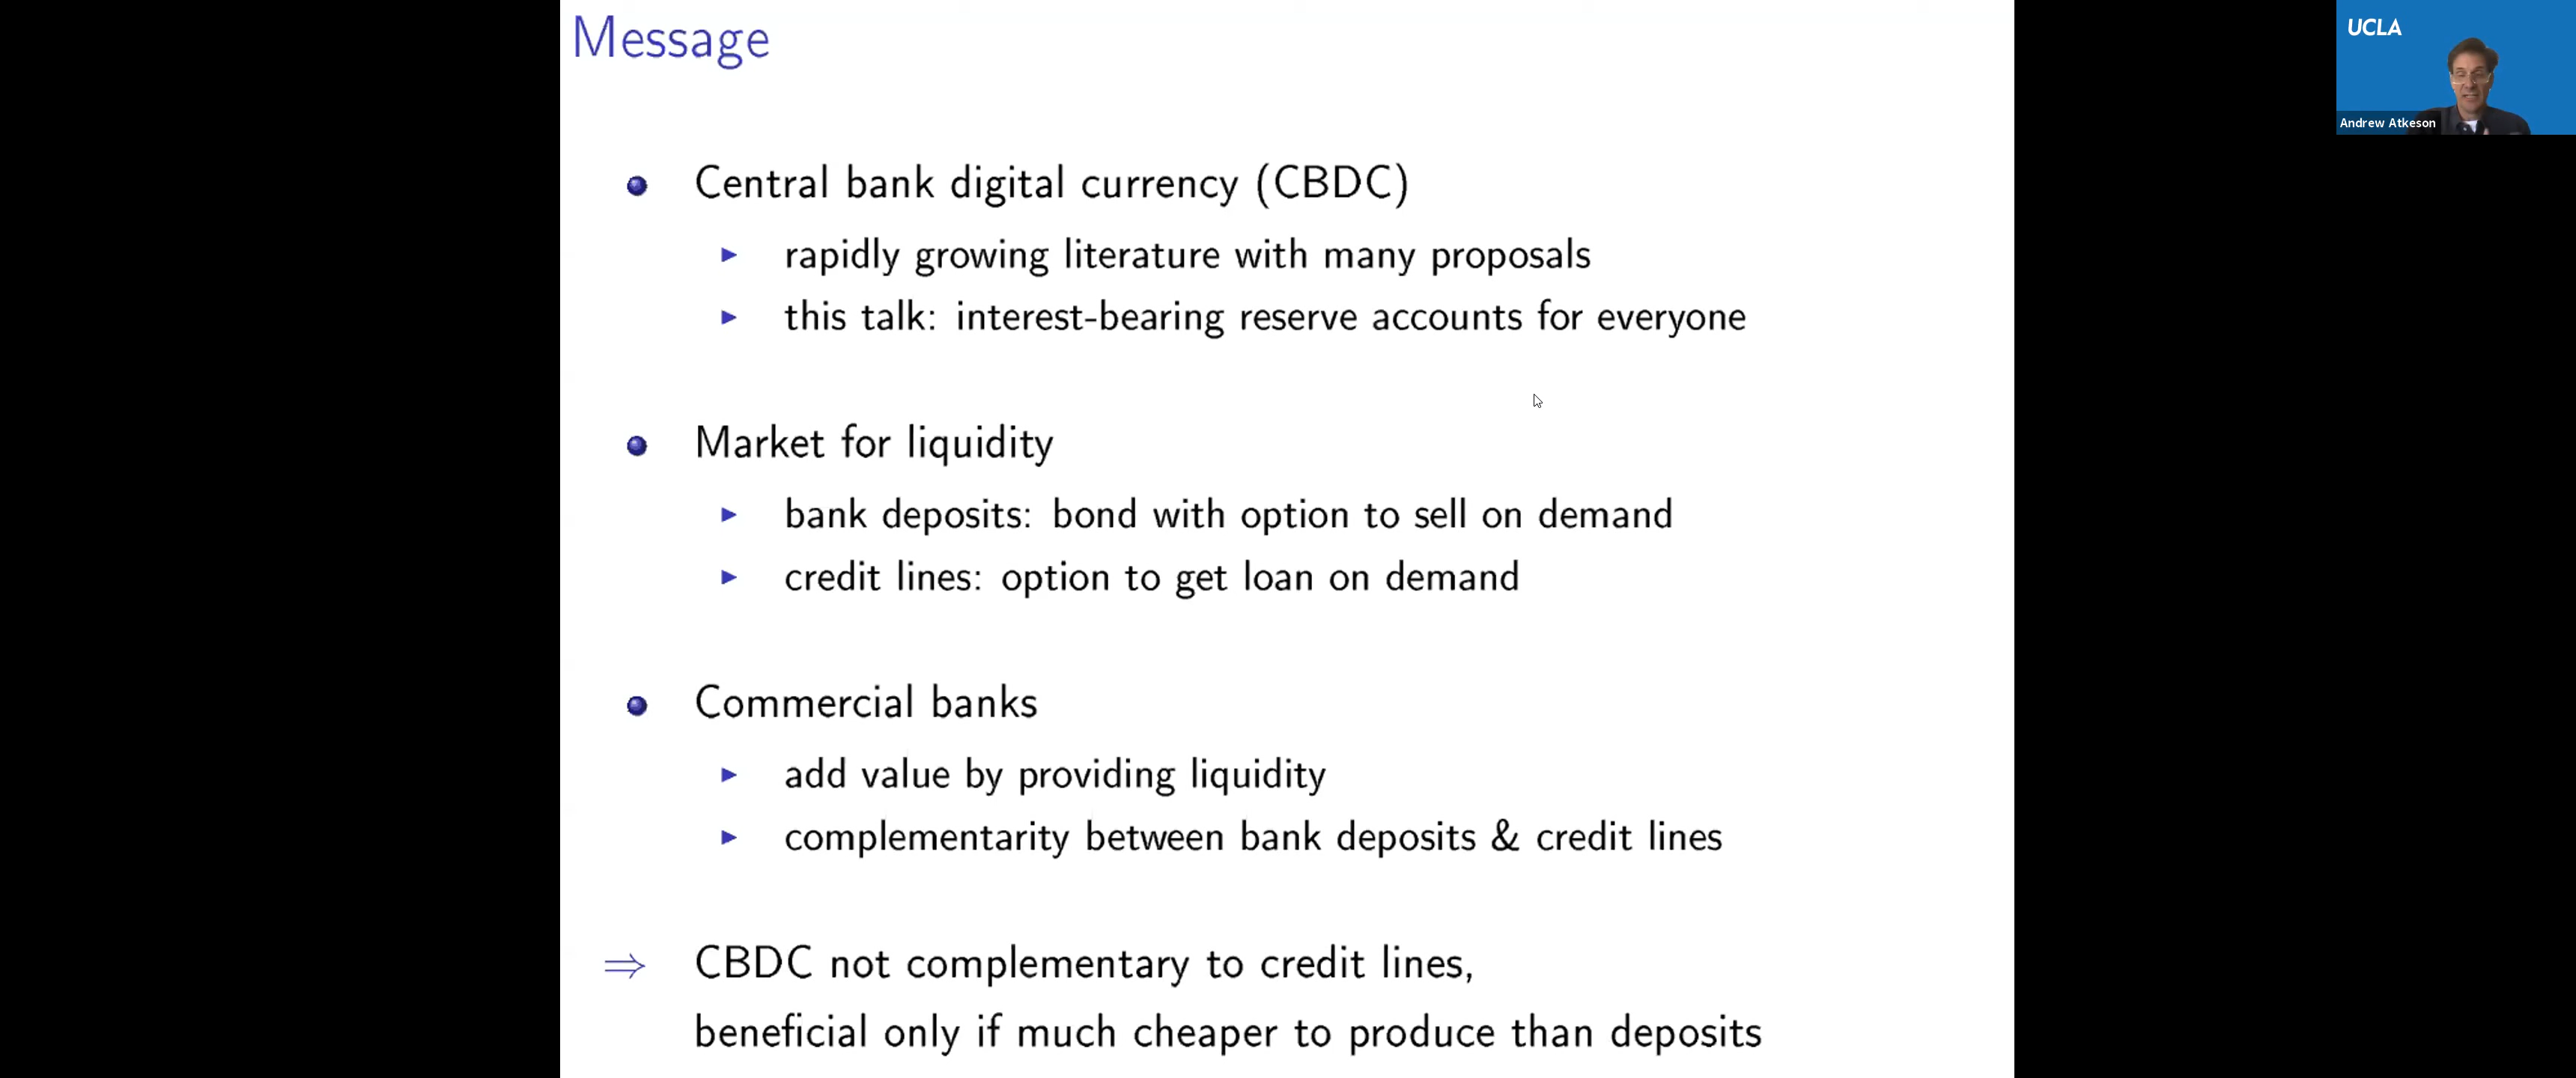 Message
UCLA
Andrew Atkeson
Central bank digital currency (CBDC)
rapidly growing literature with many proposals
this talk: interest-bearing reserve accounts for everyone
Market for liquidity
bank deposits: bond with option to sell on demand
credit lines: option to get loan on demand
Commercial banks
add value by providing liquidity
complementarity between bank deposits & credit lines
⇒ CBDC not complementary to credit lines,
beneficial only if much cheaper to produce than deposits